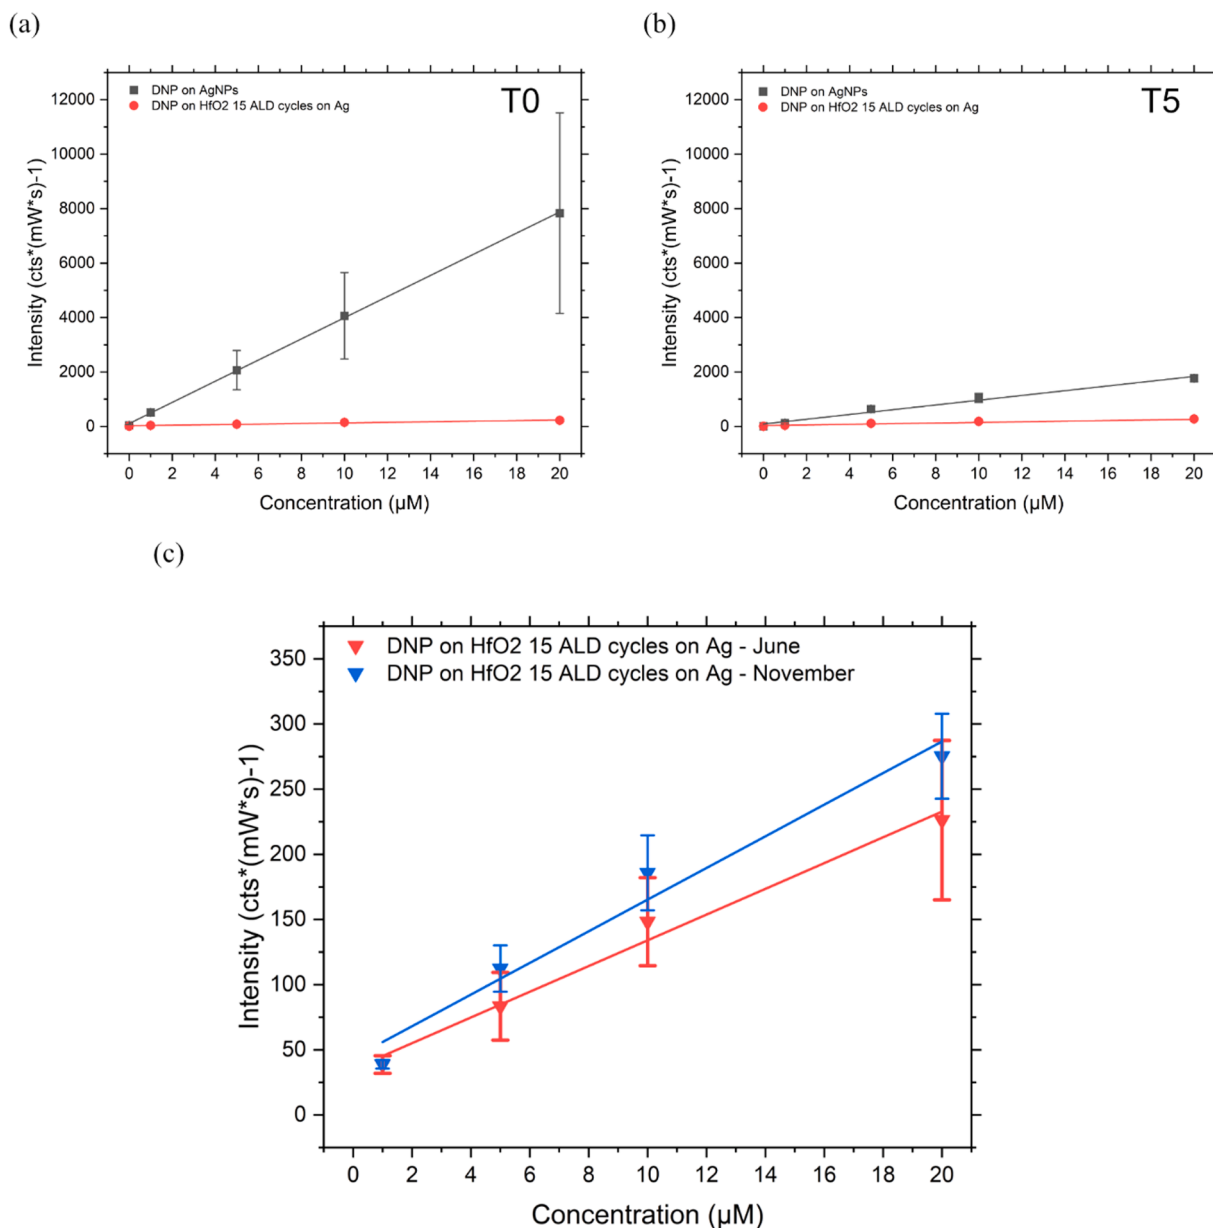 (a)
(b)
DNP on AgNPs
DNP on HfO2 15 ALD cycles on Ag
T0
12000
10000
8000
6000
4000
2000
0
Intensity (cts*(mW*s)-1)
0 2 4 6 8 10 12 14 16 18 20
Concentration (µM)
DNP on AgNPs
DNP on HfO2 15 ALD cycles on Ag
T5
12000
10000
8000
6000
4000
2000
0
Intensity (cts*(mW*s)-1)
0 2 4 6 8 10 12 14 16 18 20
Concentration (µM)
(c)
DNP on HfO2 15 ALD cycles on Ag - June
DNP on HfO2 15 ALD cycles on Ag - November
350
300
250
200
150
100
50
0
Intensity (cts*(mW*s)-1)
0 2 4 6 8 10 12 14 16 18 20
Concentration (µM)